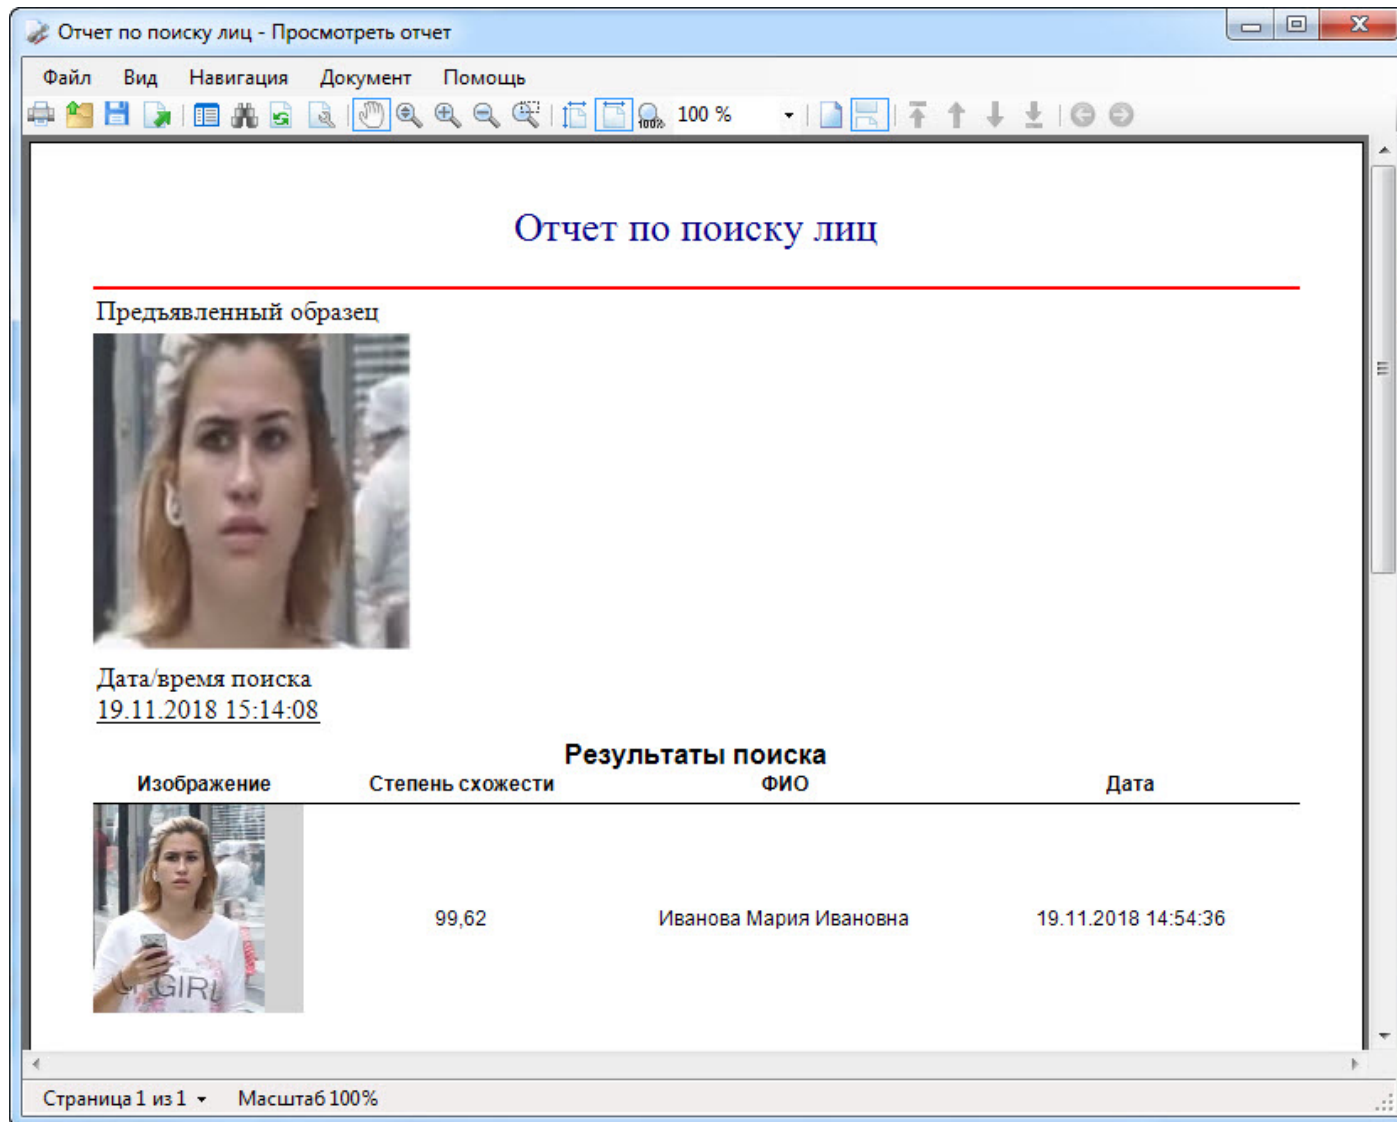 Отчет по поиску лиц - Просмотреть отчет
Файл Вид Навигация Документ Помощь
100% 100 %
Отчет по поиску лиц
Предъявленный образец
Дата/время поиска
19.11.2018 15:14:08
Результаты поиска
Изображение Степень схожести ФИО Дата
99,62 Иванова Мария Ивановна 19.11.2018 14:54:36
GIRL
Страница 1 из 1 Масштаб 100%